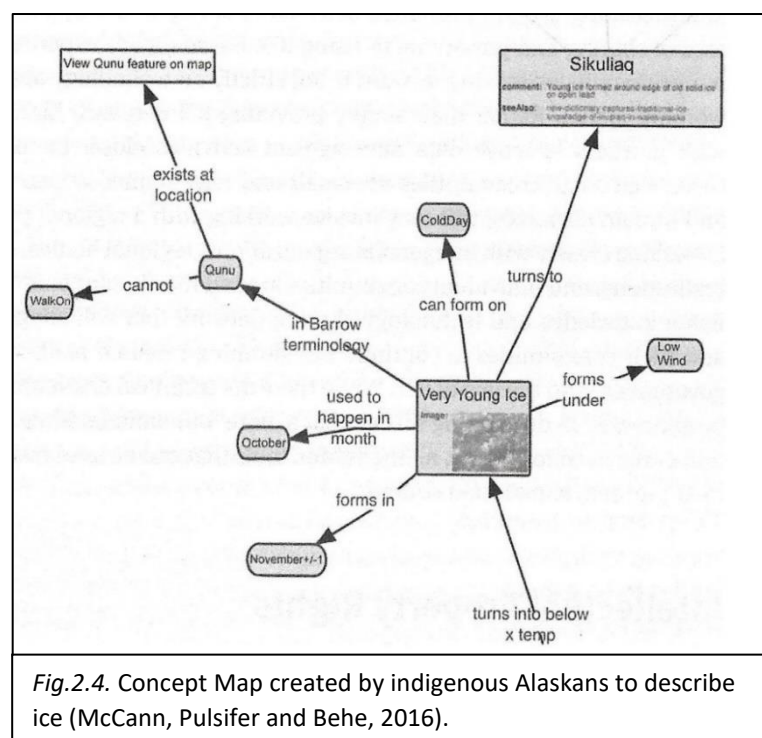 View Qunu feature on map
Sikuliaq
comment: Young ice formed around edge of old solid ice
on open lead
seeAlso:
exists at
location
ColdDay
cannot
Qunu
WalkOn
turns to
can form on
in Barrow
terminology
Low
Wind
forms
under
used to
happen in
month
Very Young Ice
Image:
October
forms in
November+/-1
turns into below
x temp
Intellectual Property Rights
Fig.2.4. Concept Map created by indigenous Alaskans to describe
ice (McCann, Pulsifer and Behe, 2016).